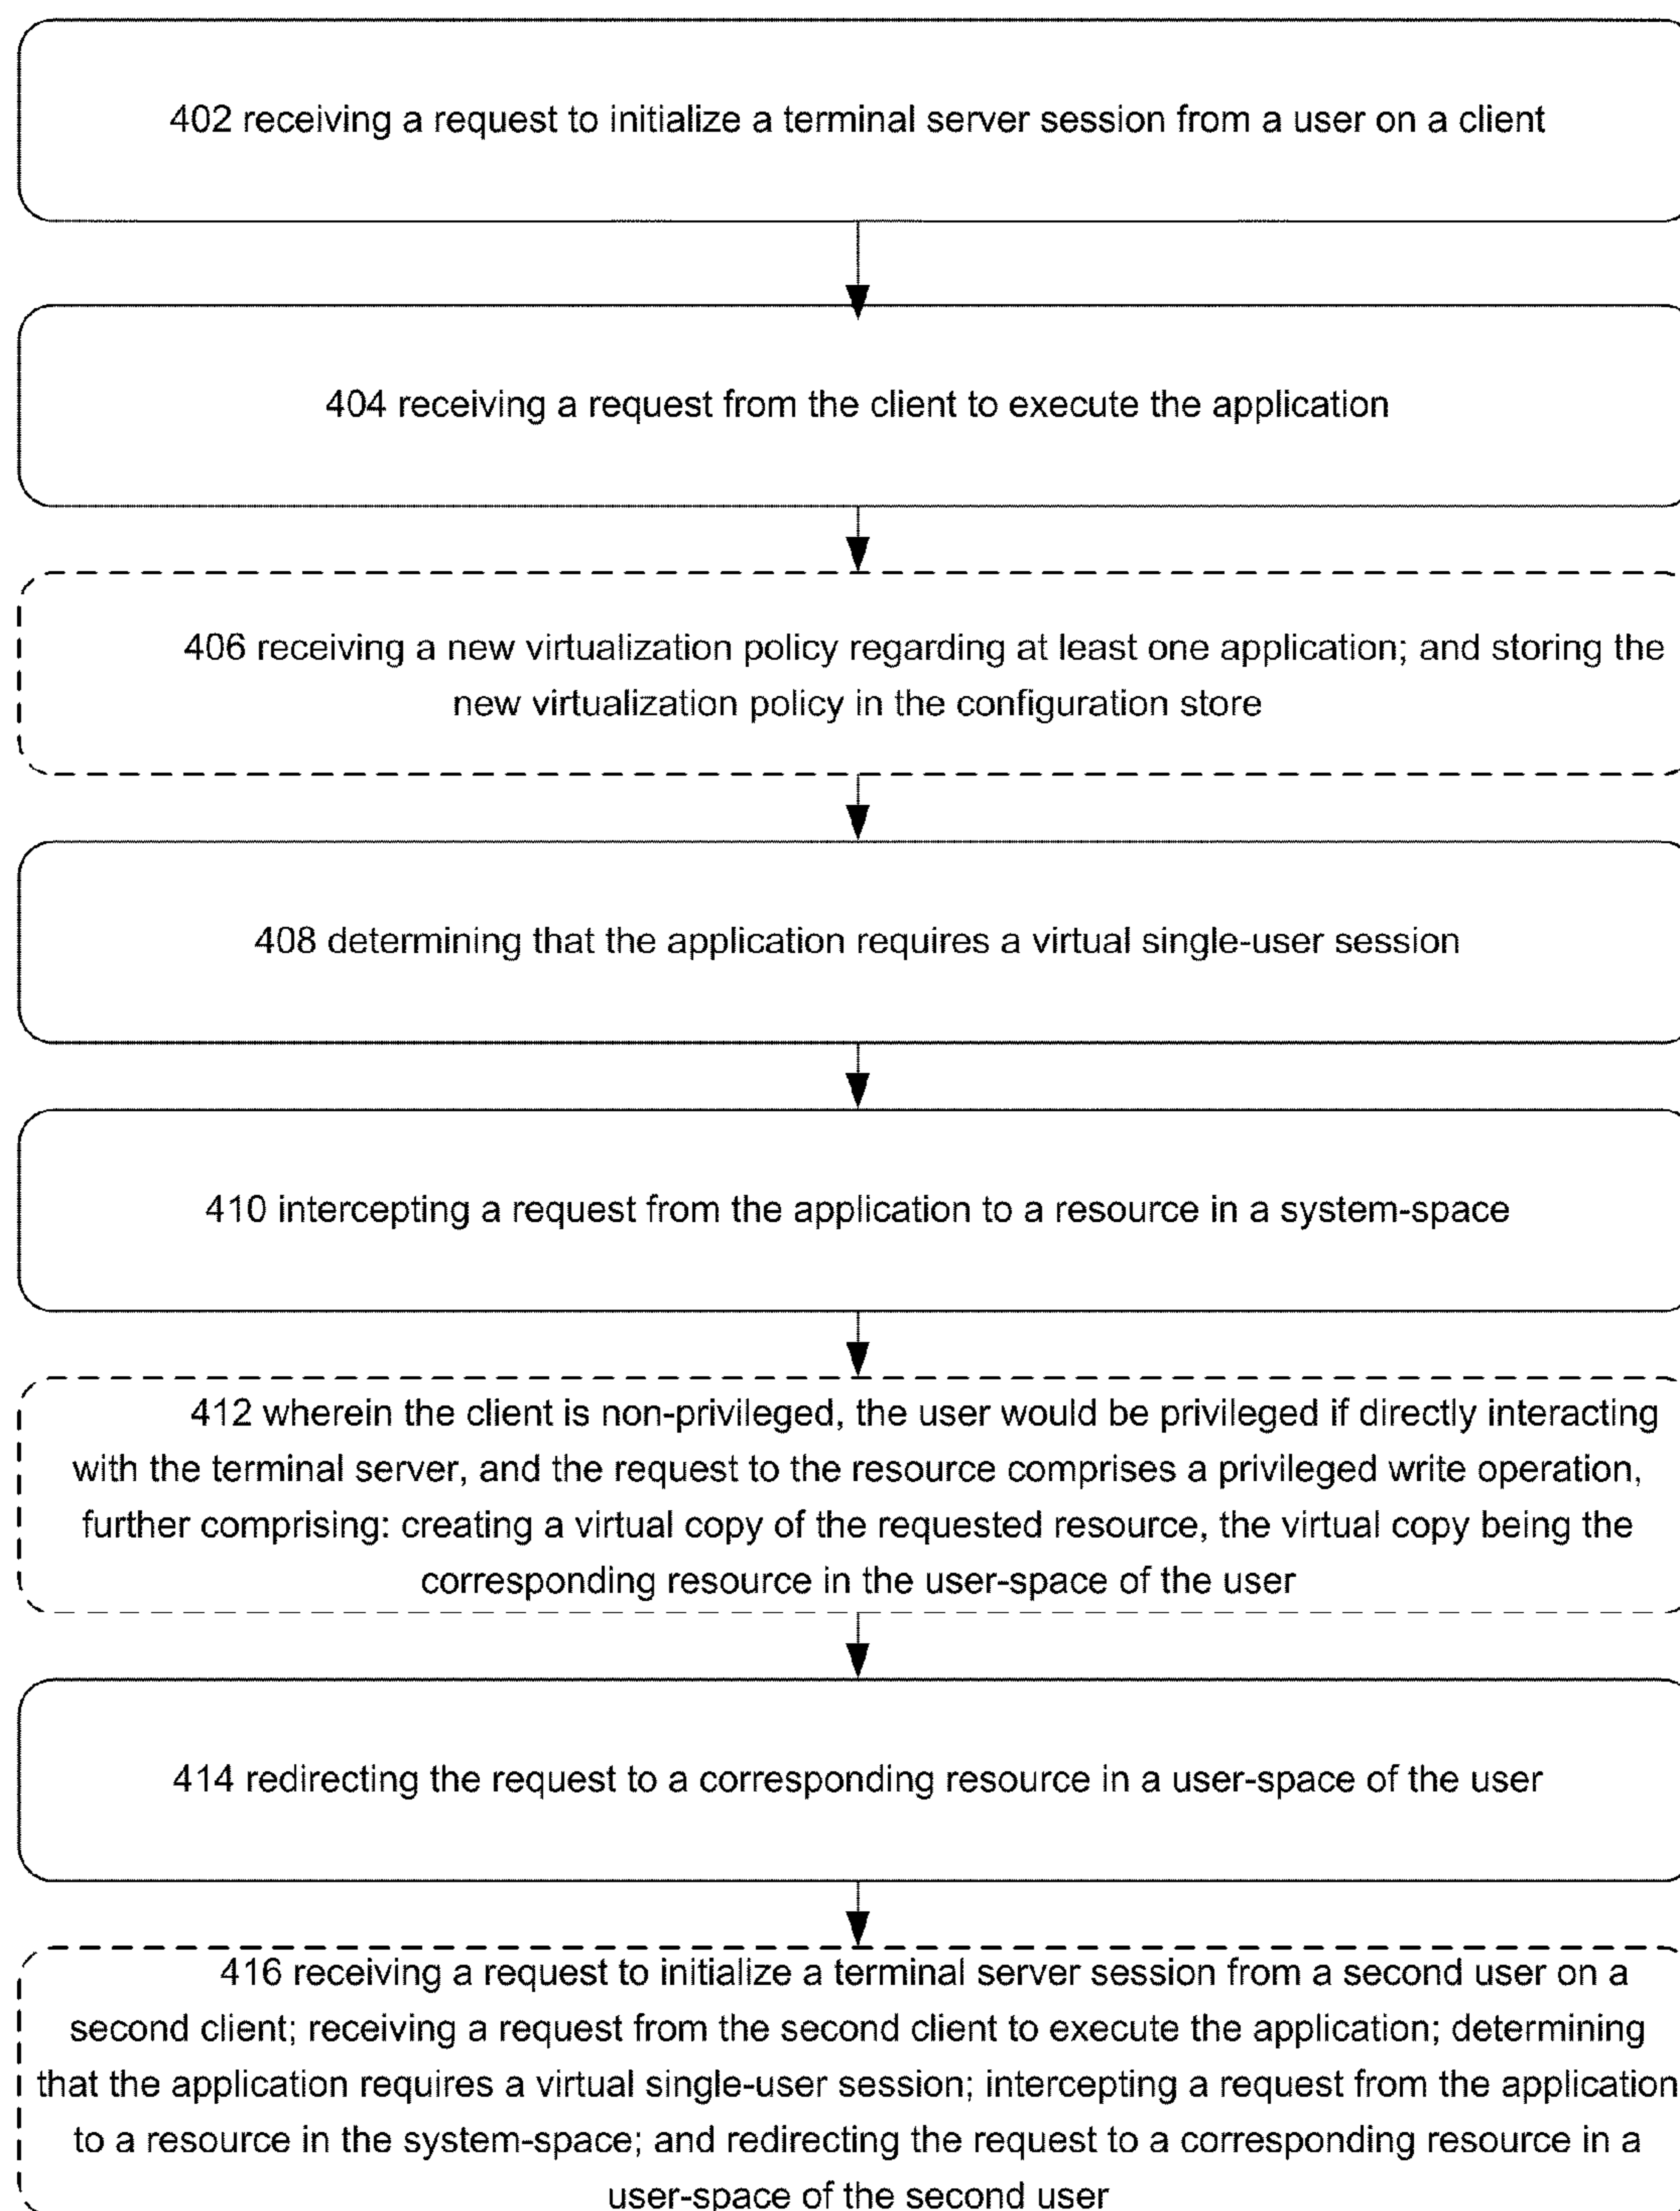 402 receiving a request to initialize a terminal server session from a user on a client
404 receiving a request from the client to execute the application
406 receiving a new virtualization policy regarding at least one application; and storing the
new virtualization policy in the configuration store
408 determining that the application requires a virtual single-user session
410 intercepting a request from the application to a resource in a system-space
412 wherein the client is non-privileged, the user would be privileged if directly interacting
with the terminal server, and the request to the resource comprises a privileged write operation,
further comprising: creating a virtual copy of the requested resource, the virtual copy being the
corresponding resource in the user-space of the user
414 redirecting the request to a corresponding resource in a user-space of the user
416 receiving a request to initialize a terminal server session from a second user on a
second client; receiving a request from the second client to execute the application; determining
that the application requires a virtual single-user session; intercepting a request from the application
to a resource in the system-space; and redirecting the request to a corresponding resource in a
user-space of the second user